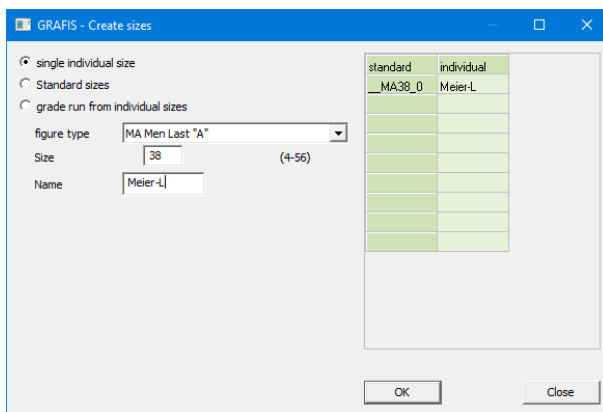 GRAFIS - Create sizes
single individual size
Standard sizes
grade run from individual sizes
figure type MA Men Last "A"
Size 38 (4-56)
Name Meier-L
standard individual
__MA38_0 Meier-L
OK Close